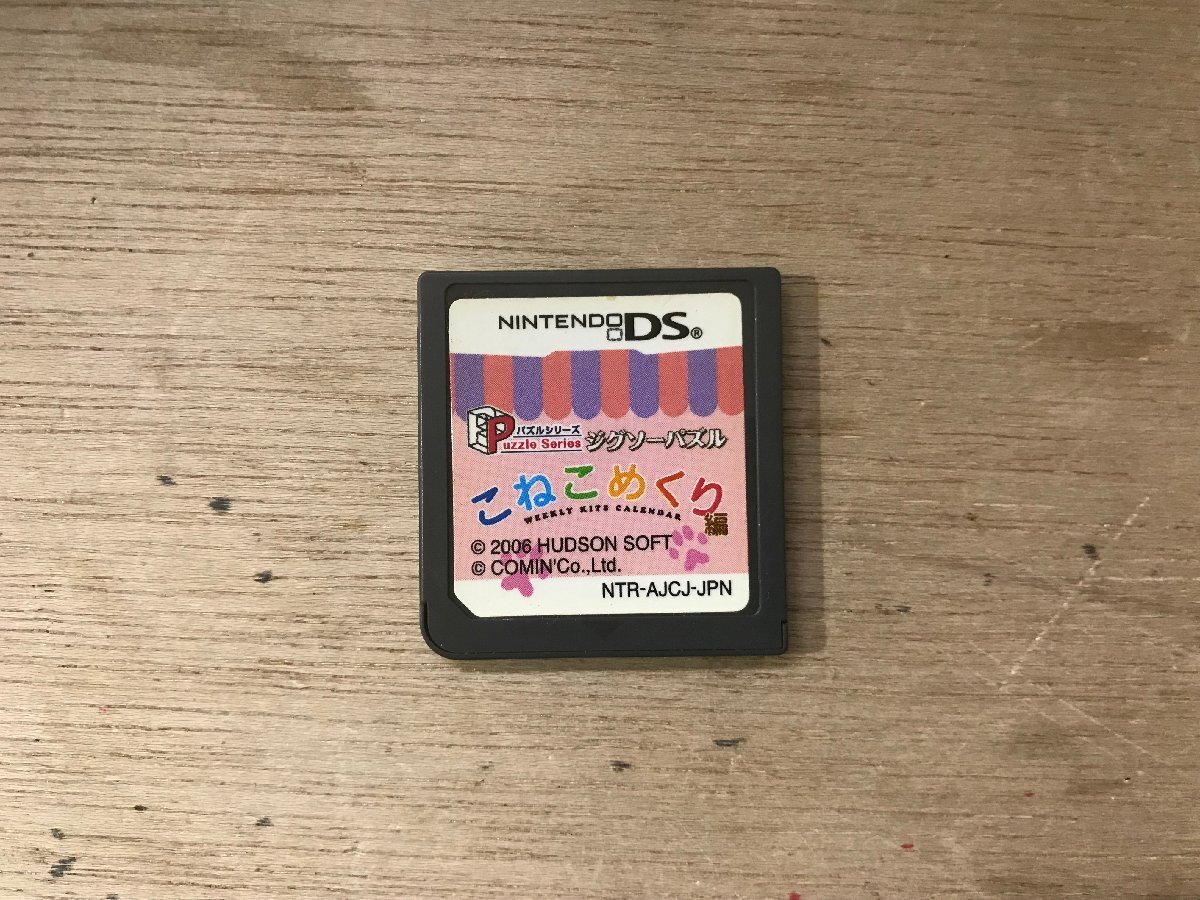 NINTENDO DS®
パズルシリーズ
Puzzle Series ジグソーパズル
こねこめくり編
WEEKLY KITS CALENDAR
© 2006 HUDSON SOFT
© COMIN'Co.,Ltd.
NTR-AJCJ-JPN